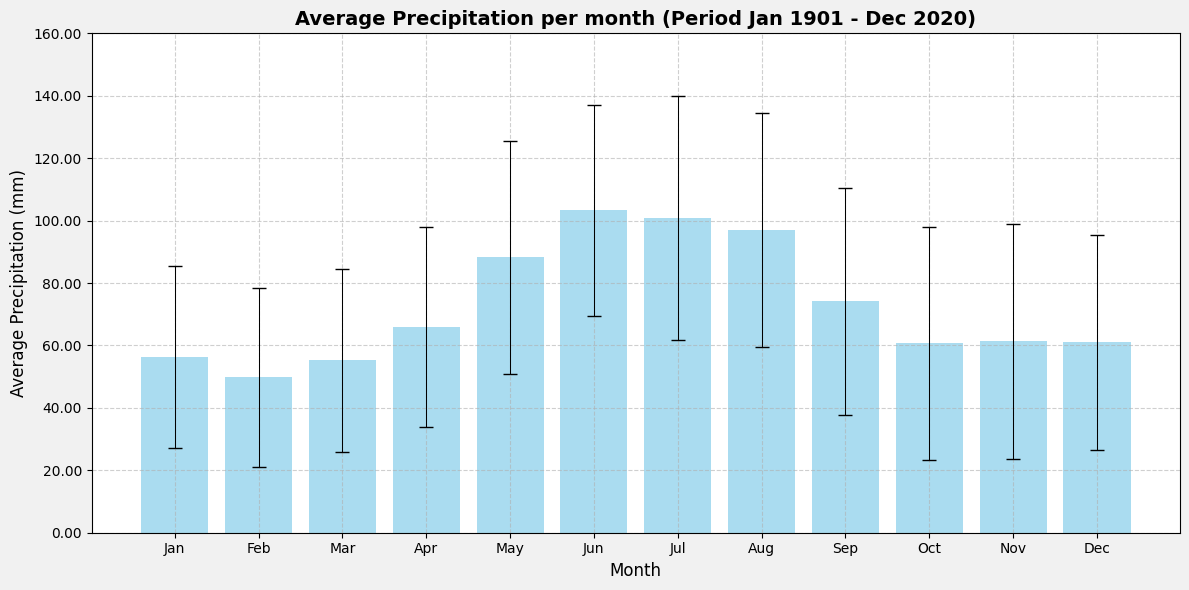 Average Precipitation per month (Period Jan 1901 - Dec 2020)
Average Precipitation (mm)
160.00
140.00
120.00
100.00
80.00
60.00
40.00
20.00
0.00
Jan Feb Mar Apr May Jun Jul Aug Sep Oct Nov Dec
Month